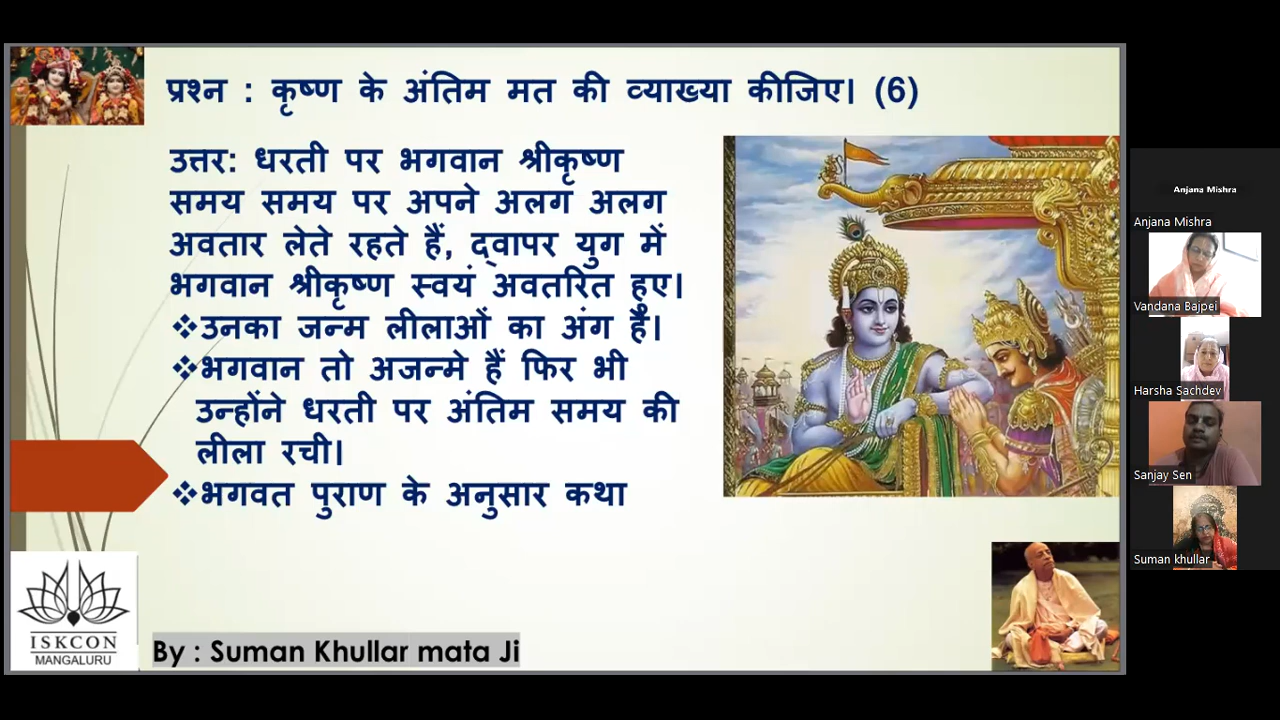 प्रश्न : कृष्ण के अंतिम मत की व्याख्या कीजिए। (6)
उत्तर: धरती पर भगवान श्रीकृष्ण
समय समय पर अपने अलग अलग
अवतार लेते रहते हैं, द्वापर युग में
भगवान श्रीकृष्ण स्वयं अवतरित हुए।
❖उनका जन्म लीलाओं का अंग है।
❖भगवान तो अजन्मे हैं फिर भी
उन्होंने धरती पर अंतिम समय की
लीला रची।
❖भगवत पुराण के अनुसार कथा
ISKCON
MANGALURU
By : Suman Khullar mata Ji
Anjana Mishra
Anjana Mishra
Vandana Bajpei
Harsha Sachdev
Sanjay Sen
Suman khullar